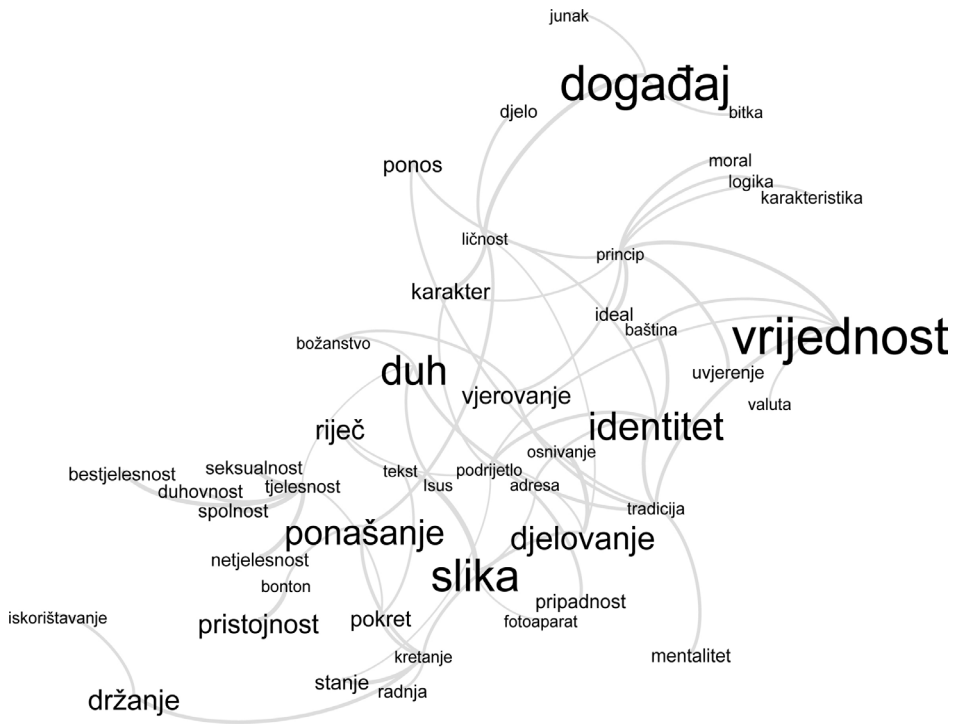 junak
događaj
djelo
bitka
ponos
moral
logika
karakteristika
ličnost
princip
karakter
ideal
baština
vrijednost
božanstvo
duh
uvjerenje
vjerovanje
valuta
riječ
identitet
osnivanje
bestjelesnost
seksualnost
tekst
podrijetlo
duhovnost
tjelesnost
Isus
adresa
spolnost
tradicija
ponašanje
djelovanje
netjelesnost
slika
bonton
pripadnost
iskorištavanje
pristojnost
pokret
fotoaparat
kretanje
mentalitet
stanje
radnja
držanje